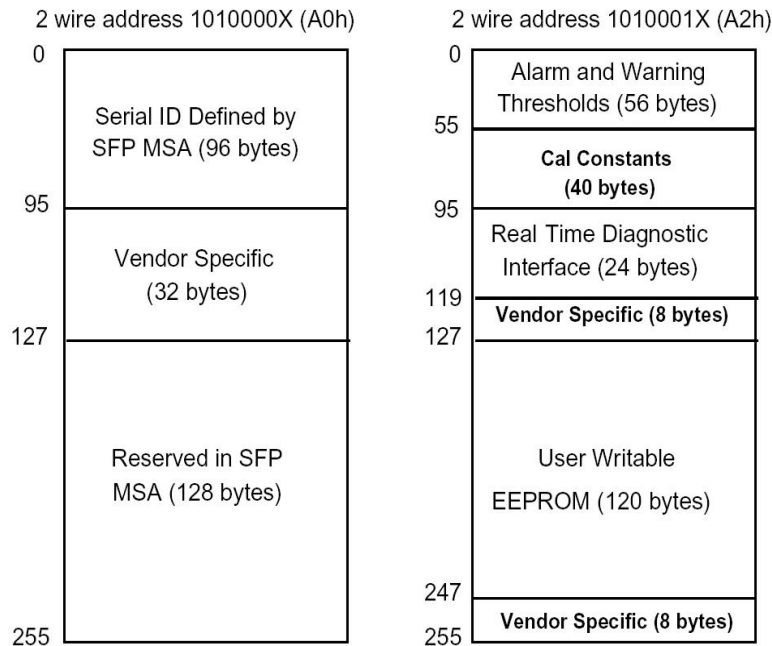 2 wire address 1010000X (A0h)
0
Serial ID Defined by
SFP MSA (96 bytes)
95
Vendor Specific
(32 bytes)
127
Reserved in SFP
MSA (128 bytes)
255
2 wire address 1010001X (A2h)
0
Alarm and Warning
Thresholds (56 bytes)
55
Cal Constants
(40 bytes)
95
Real Time Diagnostic
Interface (24 bytes)
119
Vendor Specific (8 bytes)
127
User Writable
EEPROM (120 bytes)
247
Vendor Specific (8 bytes)
255